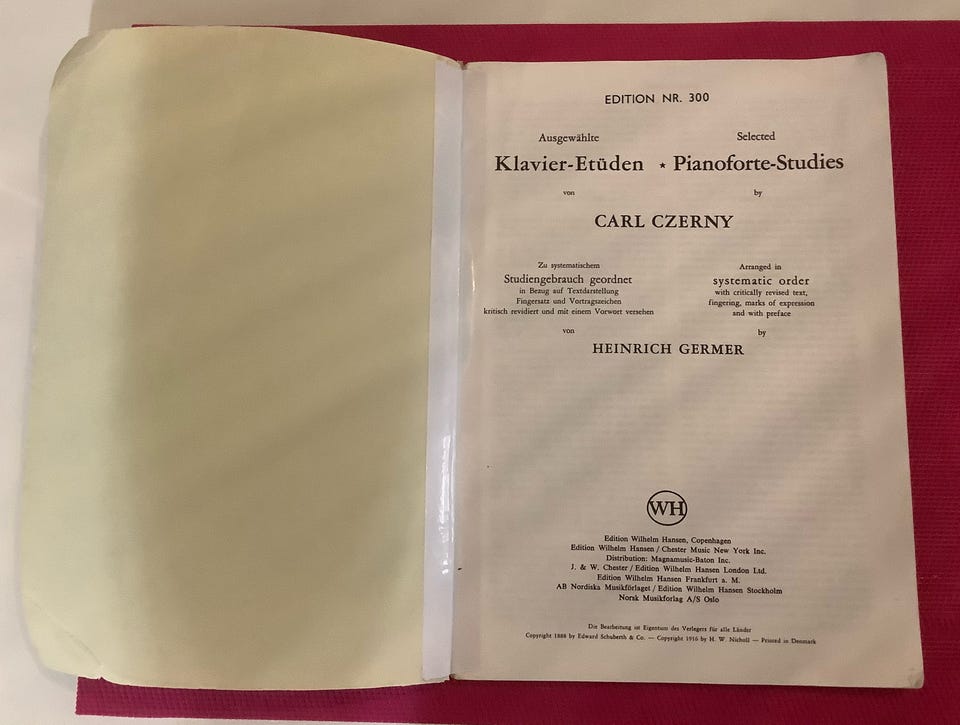 EDITION NR. 300
Ausgewählte
Klavier-Etüden
von
Selected
★ Pianoforte-Studies
by
CARL CZERNY
Zu systematischem
Studiengebrauch geordnet
in Bezug auf Textdarstellung
Fingersatz und Vortragszeichen
kritisch revidiert und mit einem Vorwort versehen
von
Arranged in
systematic order
with critically revised text,
fingering, marks of expression
and with preface
by
HEINRICH GERMER
WH
Edition Wilhelm Hansen, Copenhagen
Edition Wilhelm Hansen / Chester Music New York Inc.
Distribution: Magnamusic-Baton Inc.
J. & W. Chester / Edition Wilhelm Hansen London Ltd.
Edition Wilhelm Hansen Frankfurt a. M.
AB Nordiska Musikförlaget / Edition Wilhelm Hansen Stockholm
Norsk Musikforlag A/S Oslo
Die Bearbeitung ist Eigentum des Verlegers für alle Länder
Copyright 1888 by Edward Schuberth & Co. — Copyright 1916 by H. W. Nicholl — Printed in Denmark